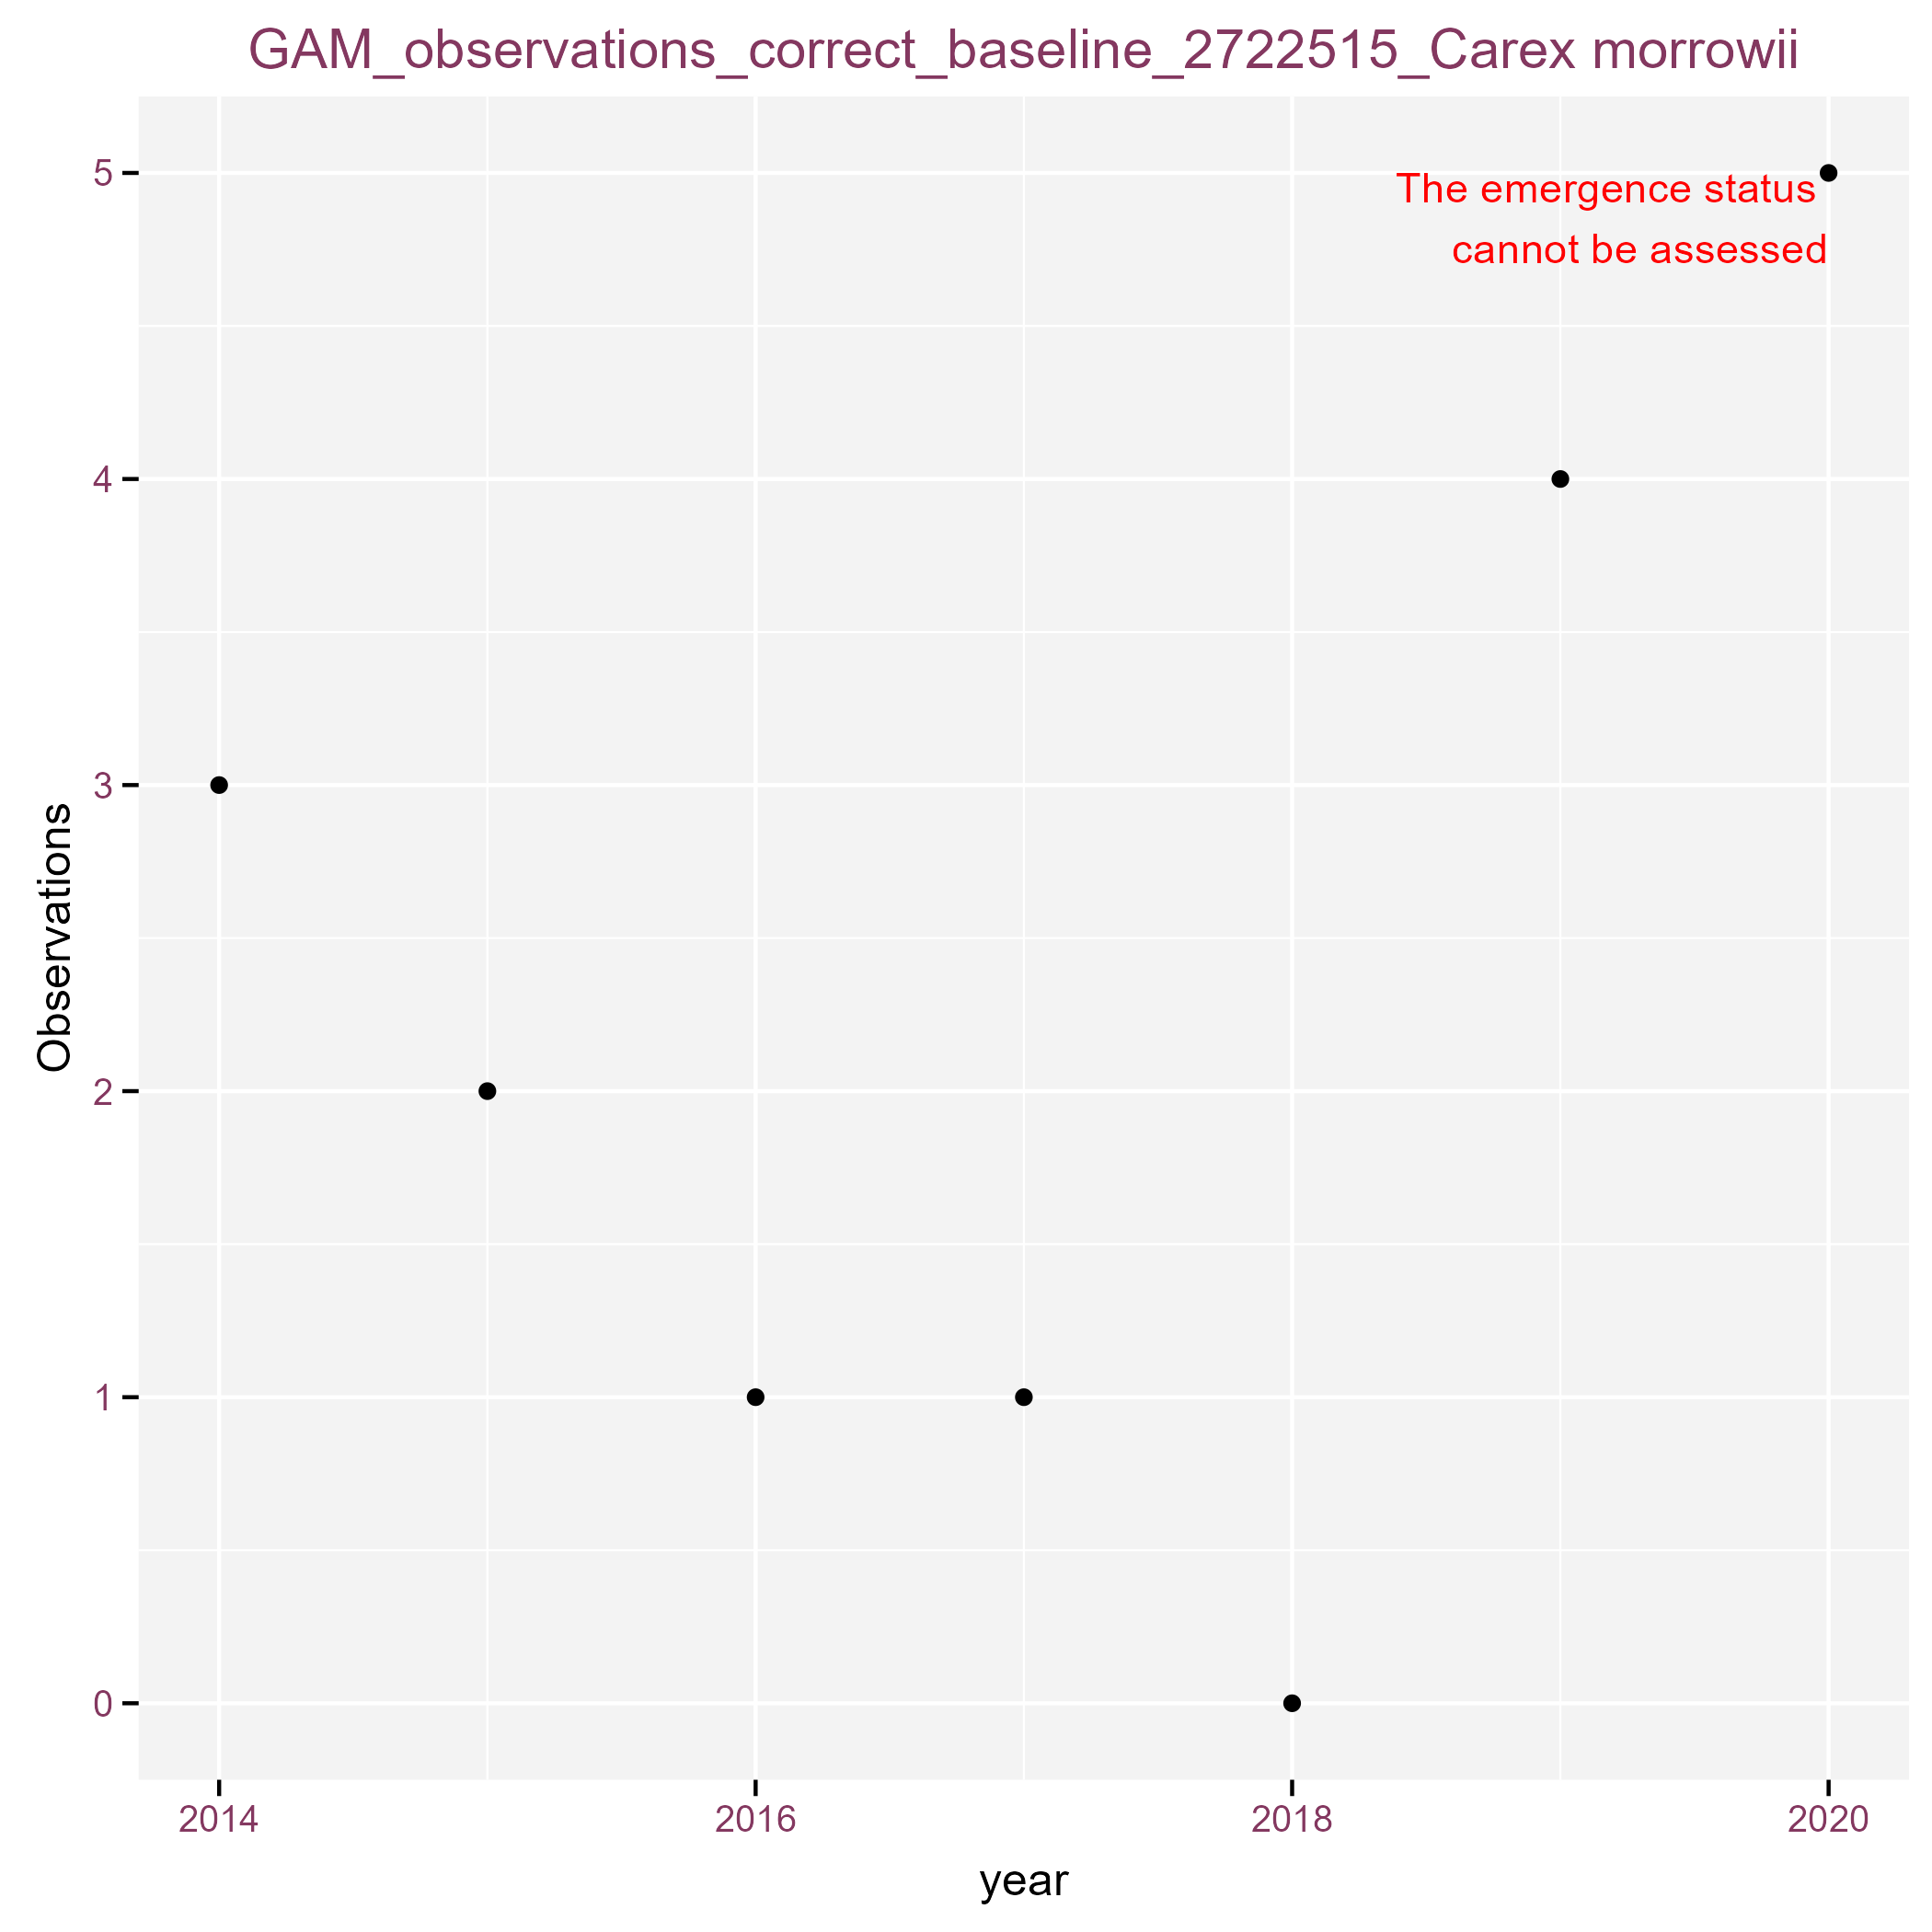 GAM_observations_correct_baseline_2722515_Carex morrowii
5
The emergence status
cannot be assessed
4
3
Observations
2
1
0
2014 2016 2018 2020
year